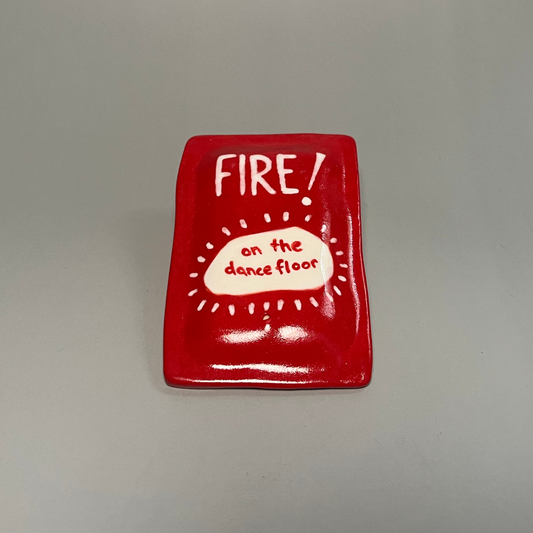 FIRE!
on the
dance floor